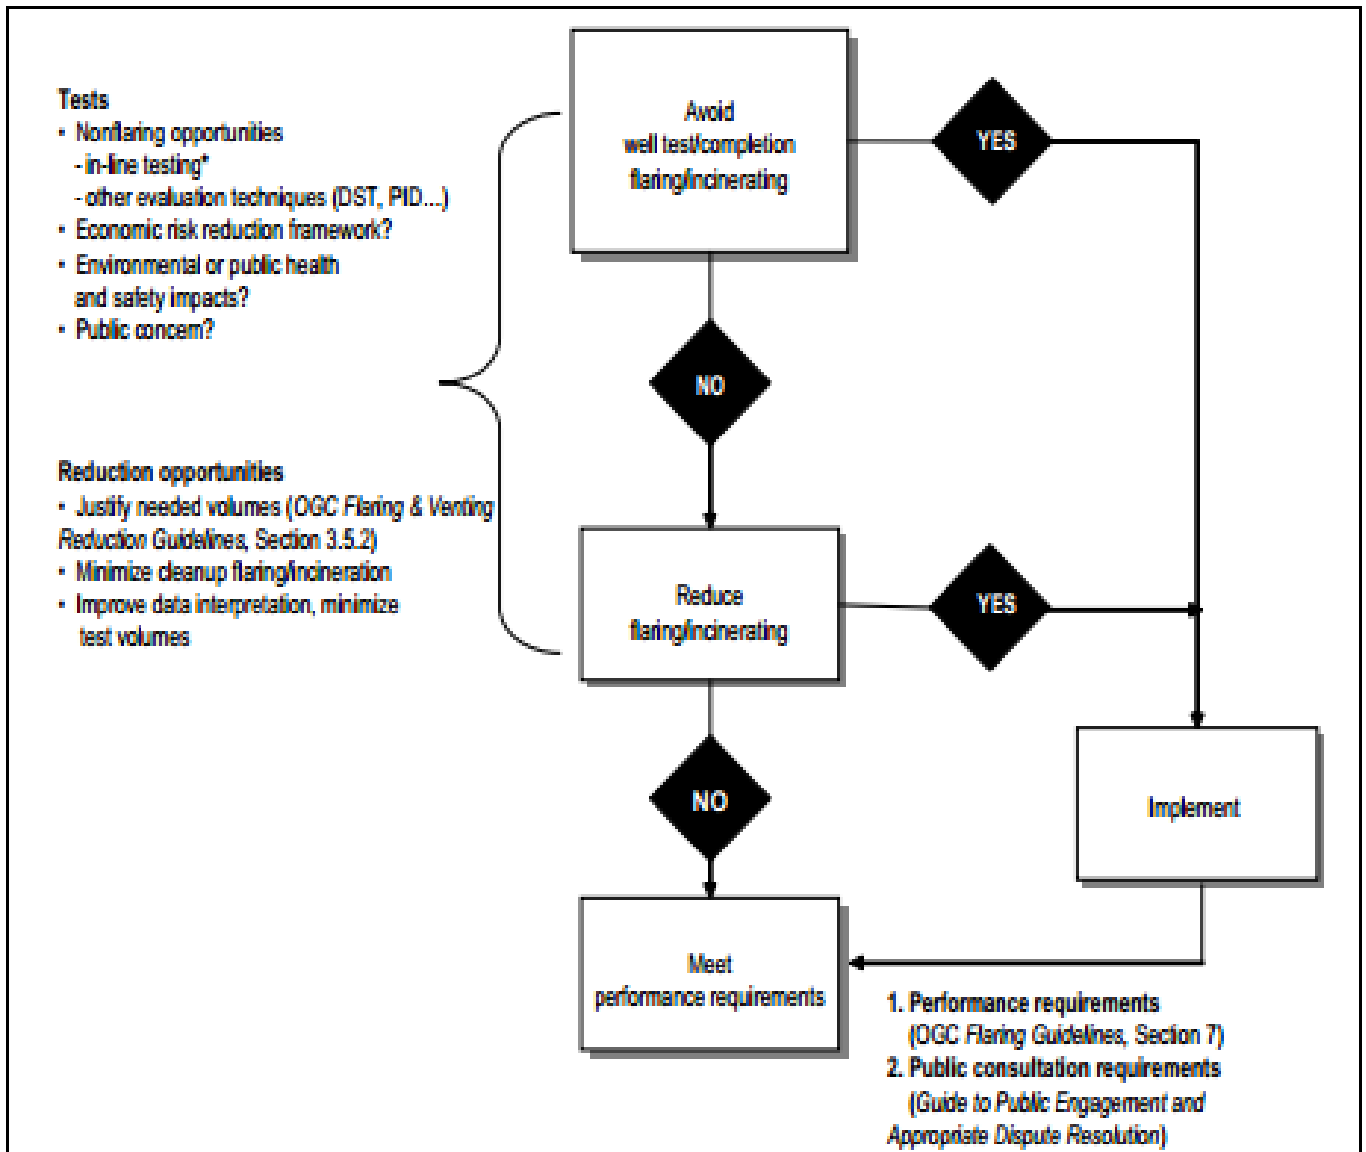 Tests
• Nonflaring opportunities
- in-line testing*
- other evaluation techniques (DST, PID...)
• Economic risk reduction framework?
• Environmental or public health
and safety impacts?
• Public concern?
Reduction opportunities
• Justify needed volumes (OGC Flaring & Venting
Reduction Guidelines, Section 3.5.2)
• Minimize cleanup flaring/incineration
• Improve data interpretation, minimize
test volumes
Avoid
well test/completion
flaring/incinerating
YES
NO
Reduce
flaring/incinerating
YES
NO
Implement
Meet
performance requirements
1. Performance requirements
(OGC Flaring Guidelines, Section 7)
2. Public consultation requirements
(Guide to Public Engagement and
Appropriate Dispute Resolution)